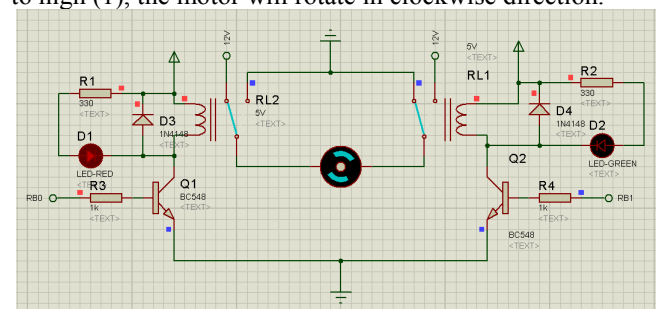 to high (1), the motor will rotate in clockwise direction.
12V
12V
5V
RL1
R1
330
<TEXT>
RL2
5V
<TEXT>
R2
330
<TEXT>
D3
1N4148
<TEXT>
D4
1N4148
<TEXT>
D1
LED-RED
<TEXT>
D2
LED-GREEN
<TEXT>
Q1
BC548
<TEXT>
Q2
BC548
<TEXT>
RB0
R3
1k
<TEXT>
R4
1k
<TEXT>
RB1